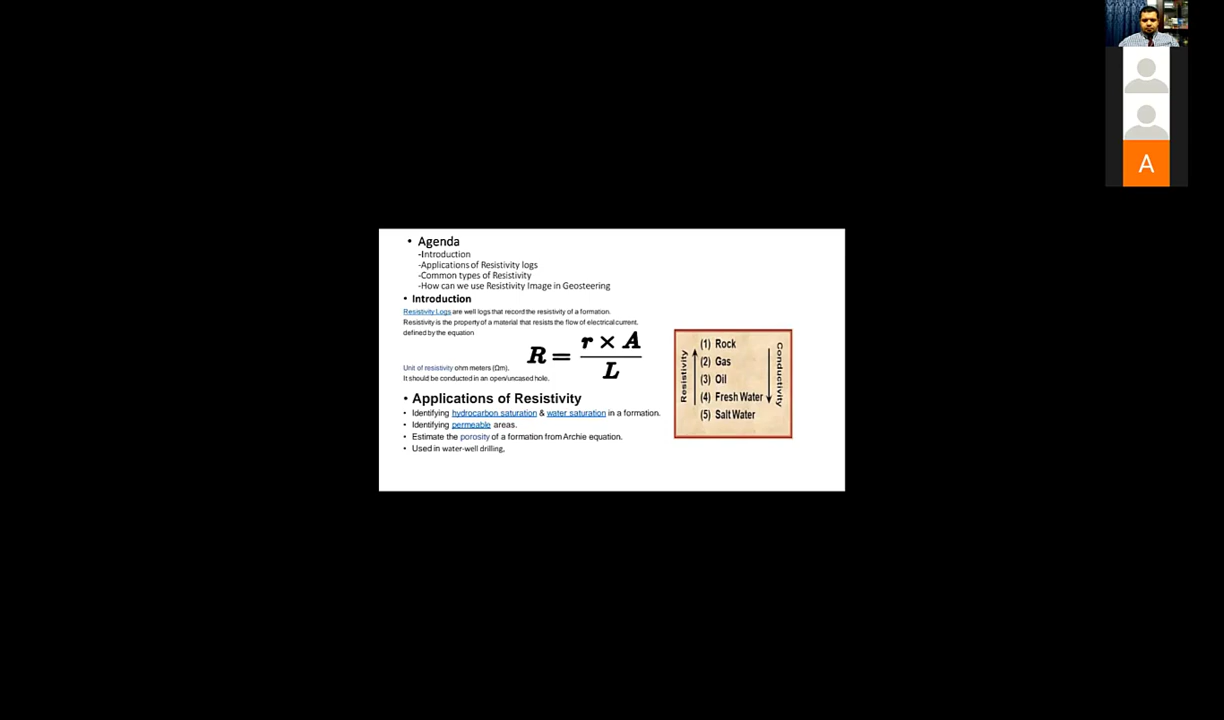 A
• Agenda
-Introduction
-Applications of Resistivity logs
-Common types of Resistivity
-How can we use Resistivity Image in Geosteering
• Introduction
Resistivity Logs are well logs that record the resistivity of a formation.
Resistivity is the property of a material that resists the flow of electrical current.
defined by the equation
R = r × A / L
Unit of resistivity ohm meters (Ωm).
It should be conducted in an open/uncased hole.
• Applications of Resistivity
• Identifying hydrocarbon saturation & water saturation in a formation.
• Identifying permeable areas.
• Estimate the porosity of a formation from Archie equation.
• Used in water-well drilling,
Resistivity
(1) Rock
(2) Gas
(3) Oil
(4) Fresh Water
(5) Salt Water
Conductivity